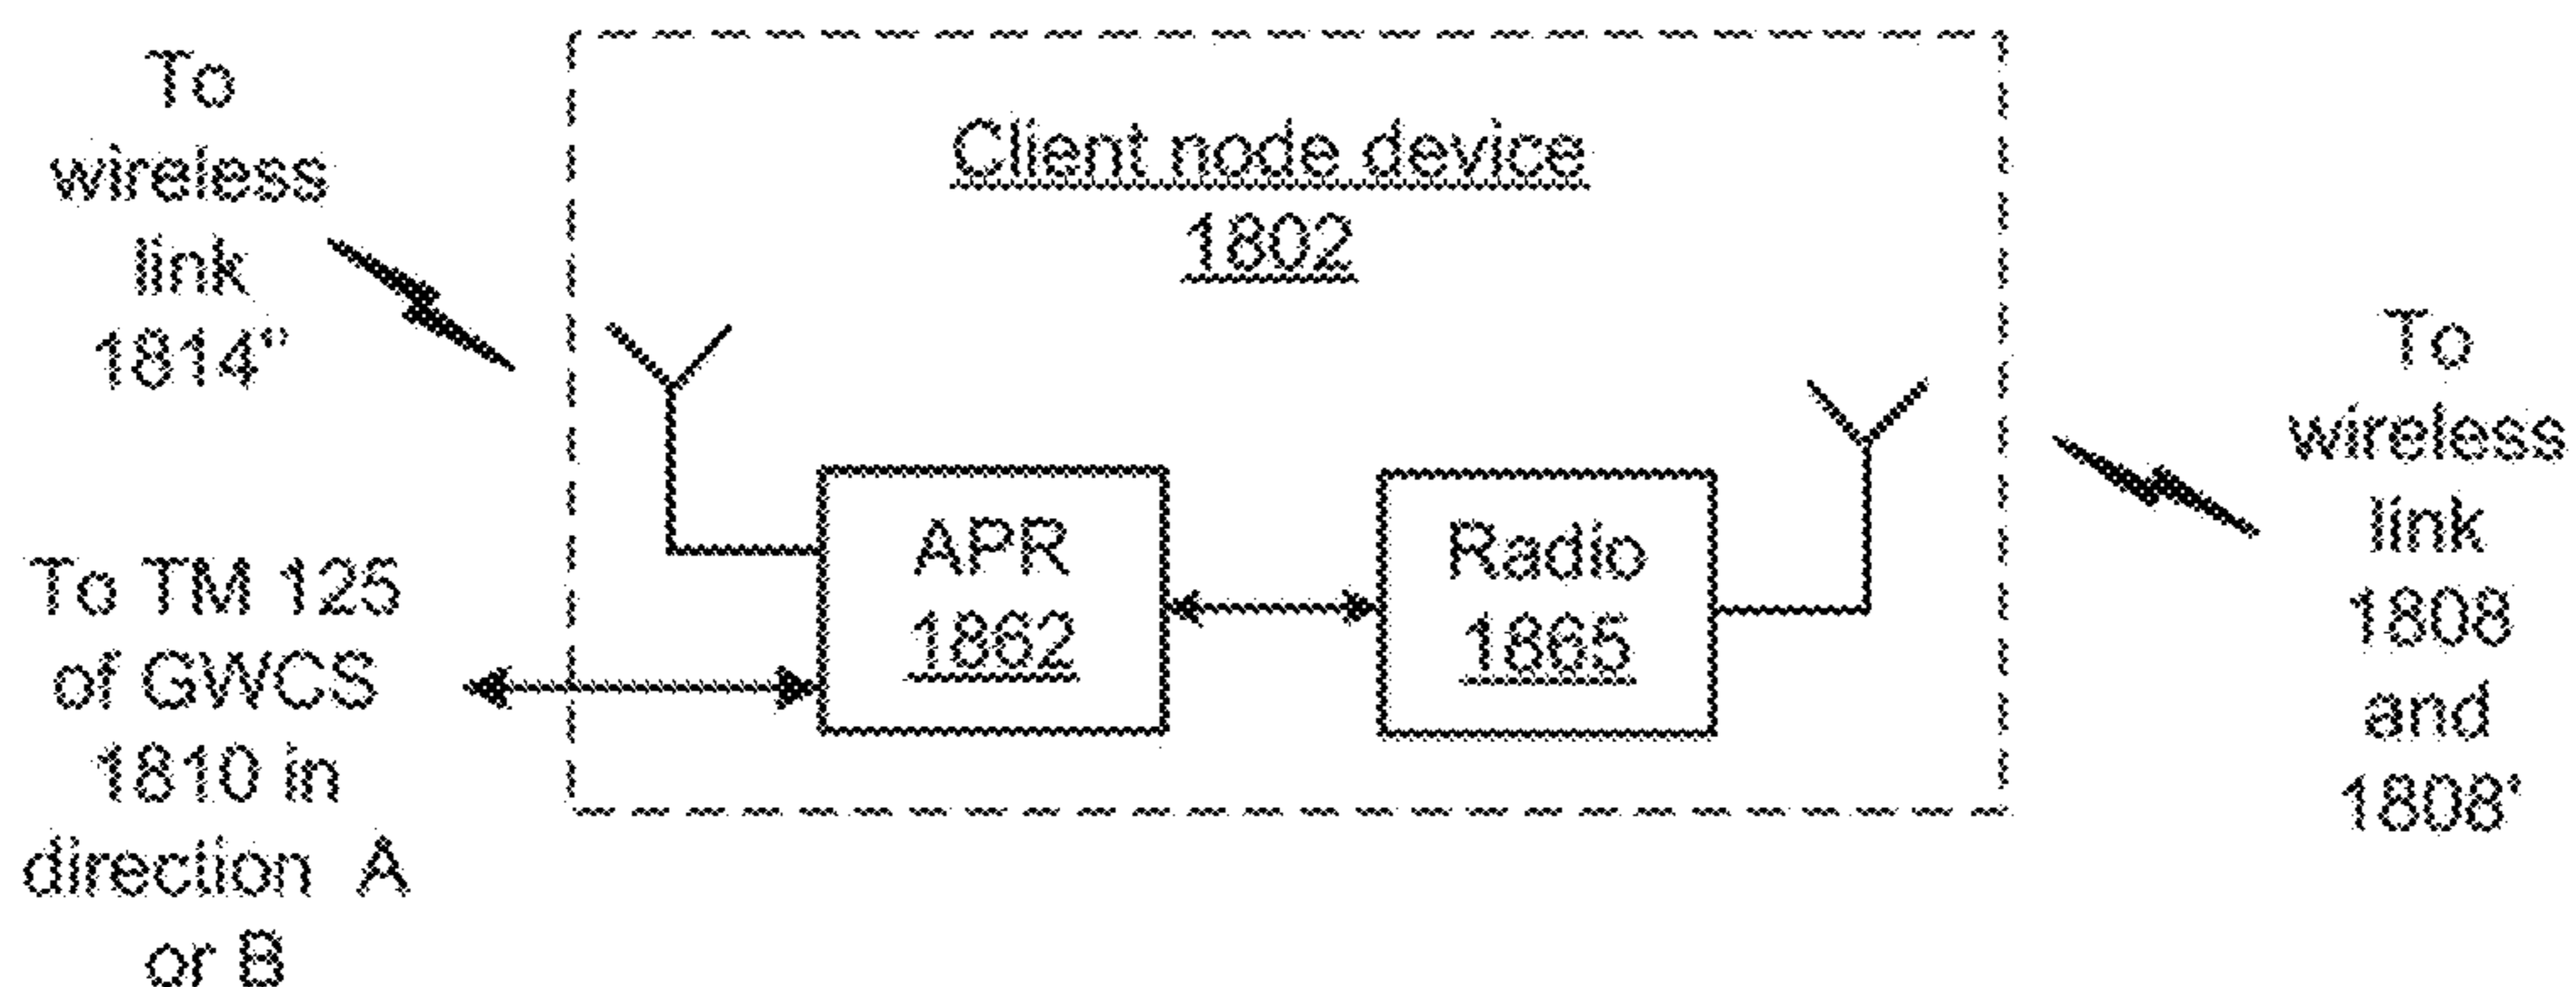 To
wireless
link
1814"
Client node device
1802
APR
1862
Radio
1865
To TM 125
of GWCS
1810 in
direction A
or B
To
wireless
link
1808
and
1808'